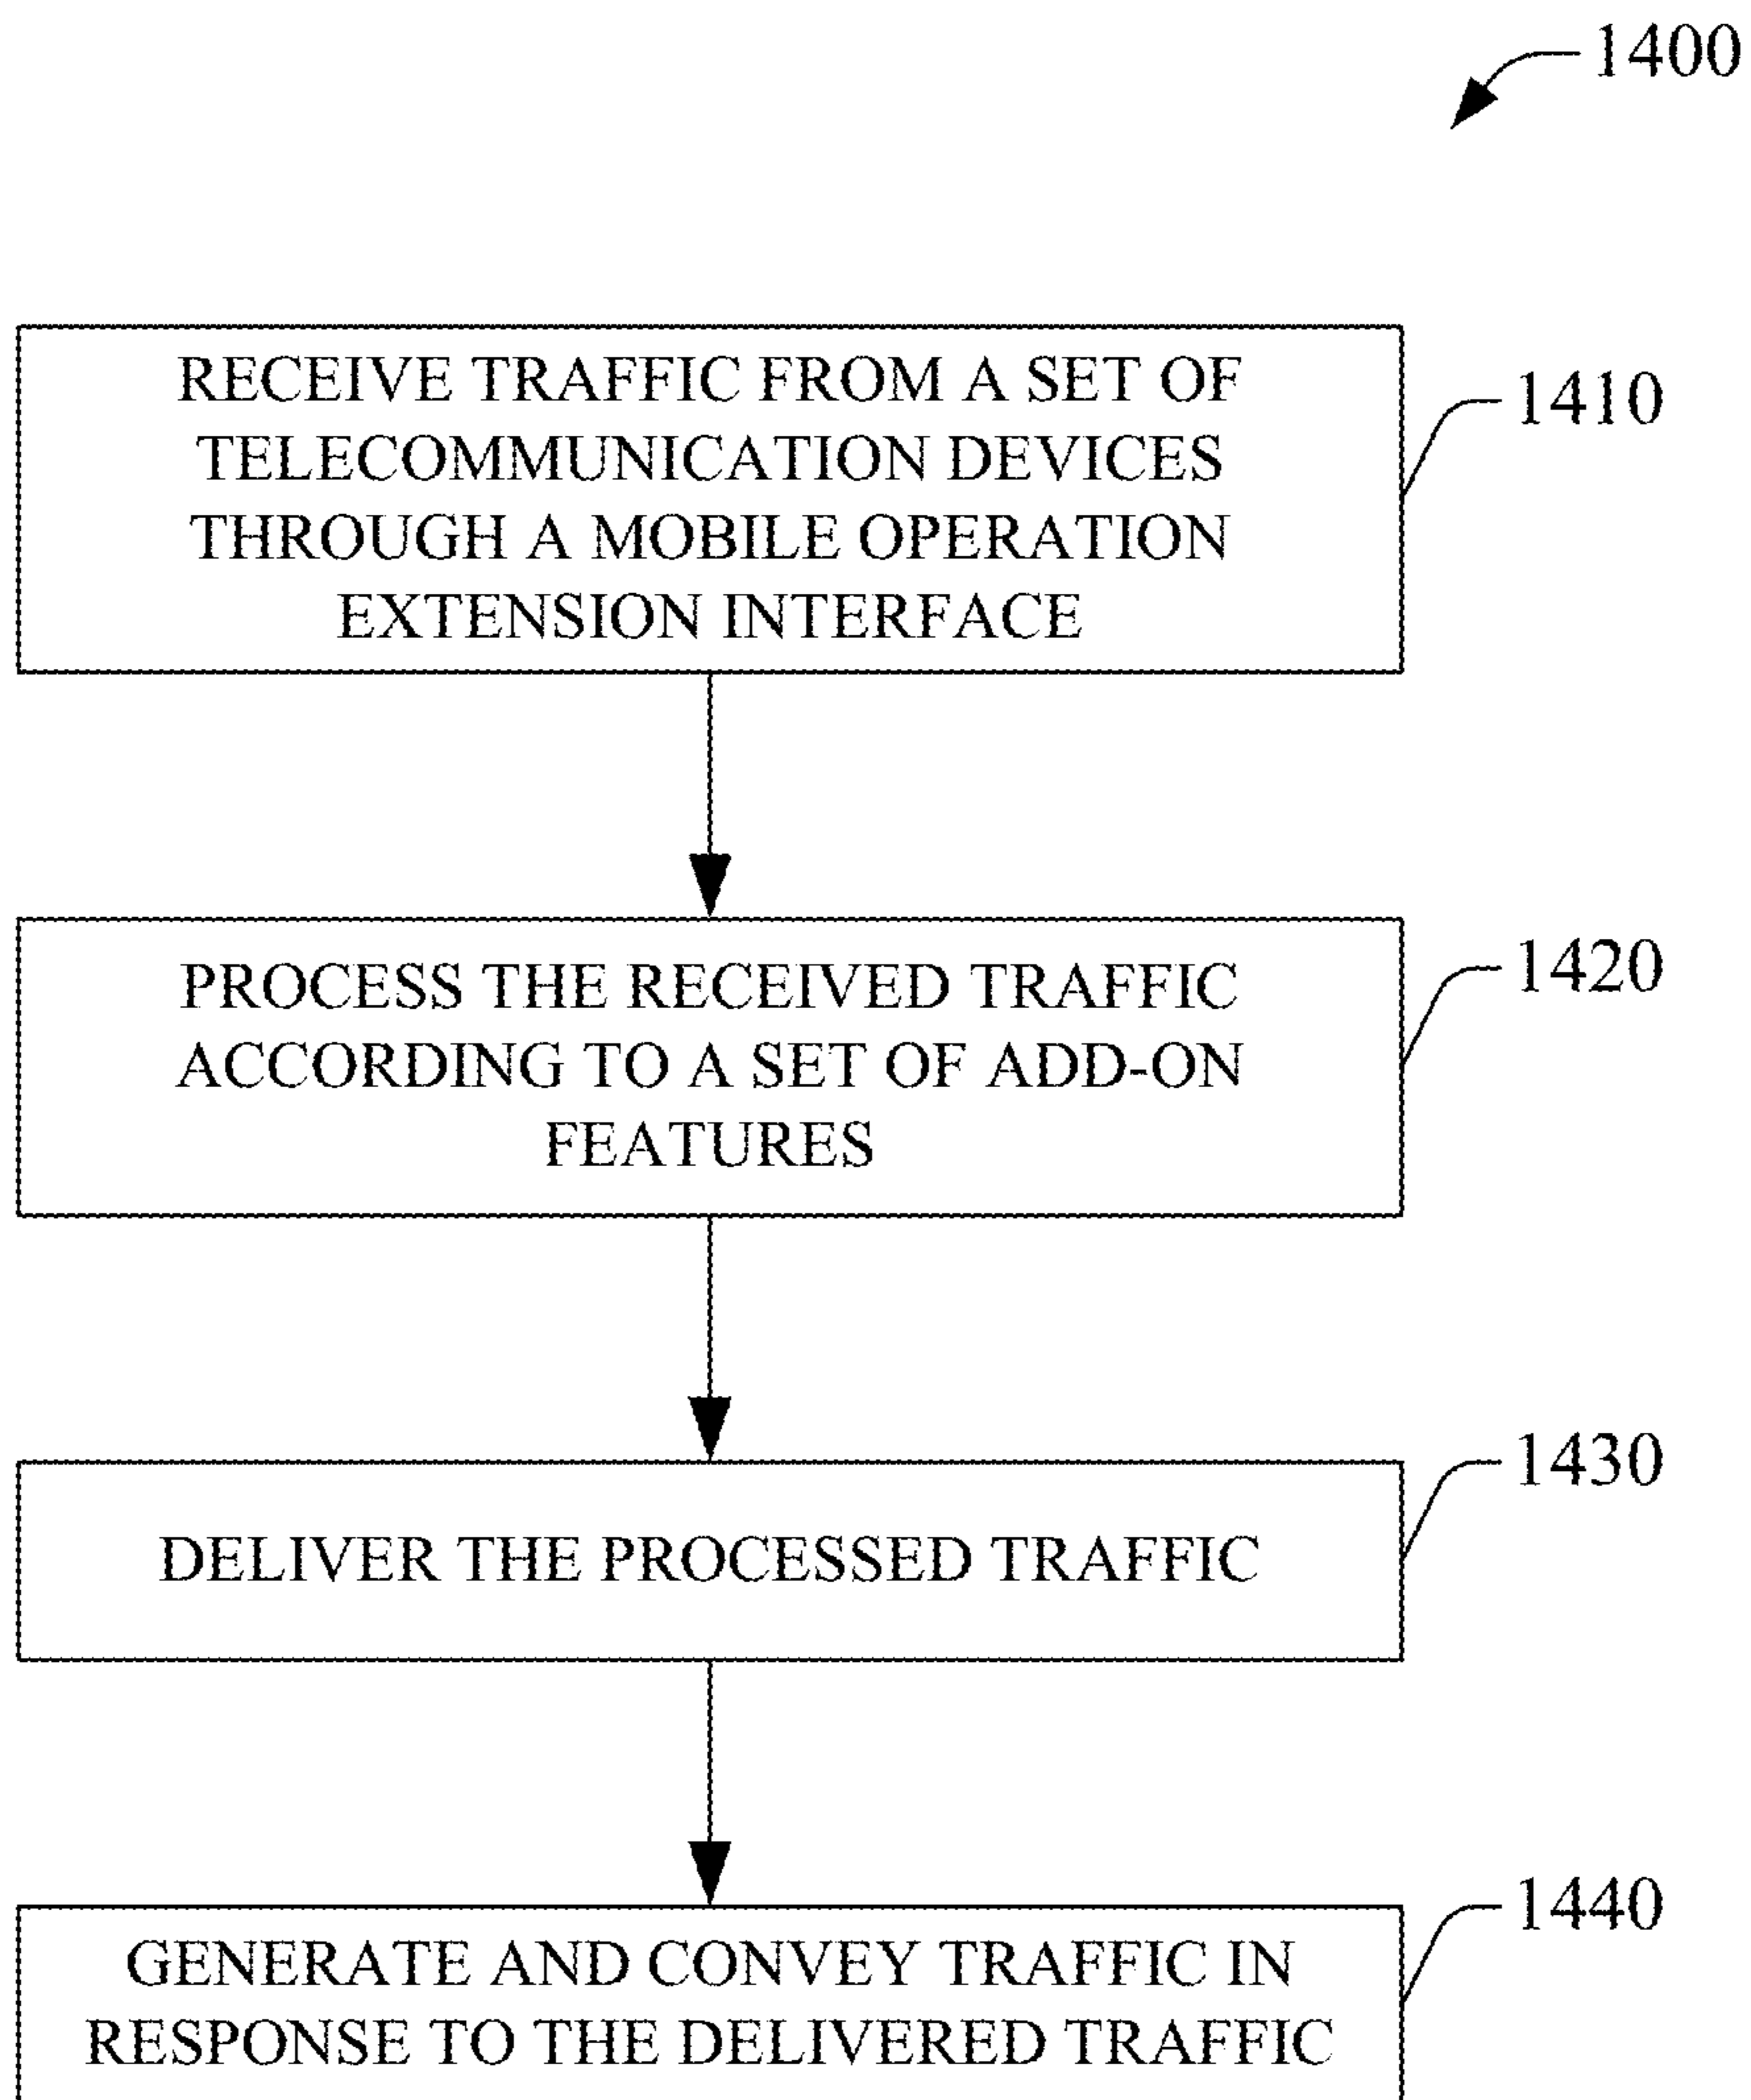 1400
RECEIVE TRAFFIC FROM A SET OF
TELECOMMUNICATION DEVICES
THROUGH A MOBILE OPERATION
EXTENSION INTERFACE
1410
PROCESS THE RECEIVED TRAFFIC
ACCORDING TO A SET OF ADD-ON
FEATURES
1420
DELIVER THE PROCESSED TRAFFIC
1430
GENERATE AND CONVEY TRAFFIC IN
RESPONSE TO THE DELIVERED TRAFFIC
1440